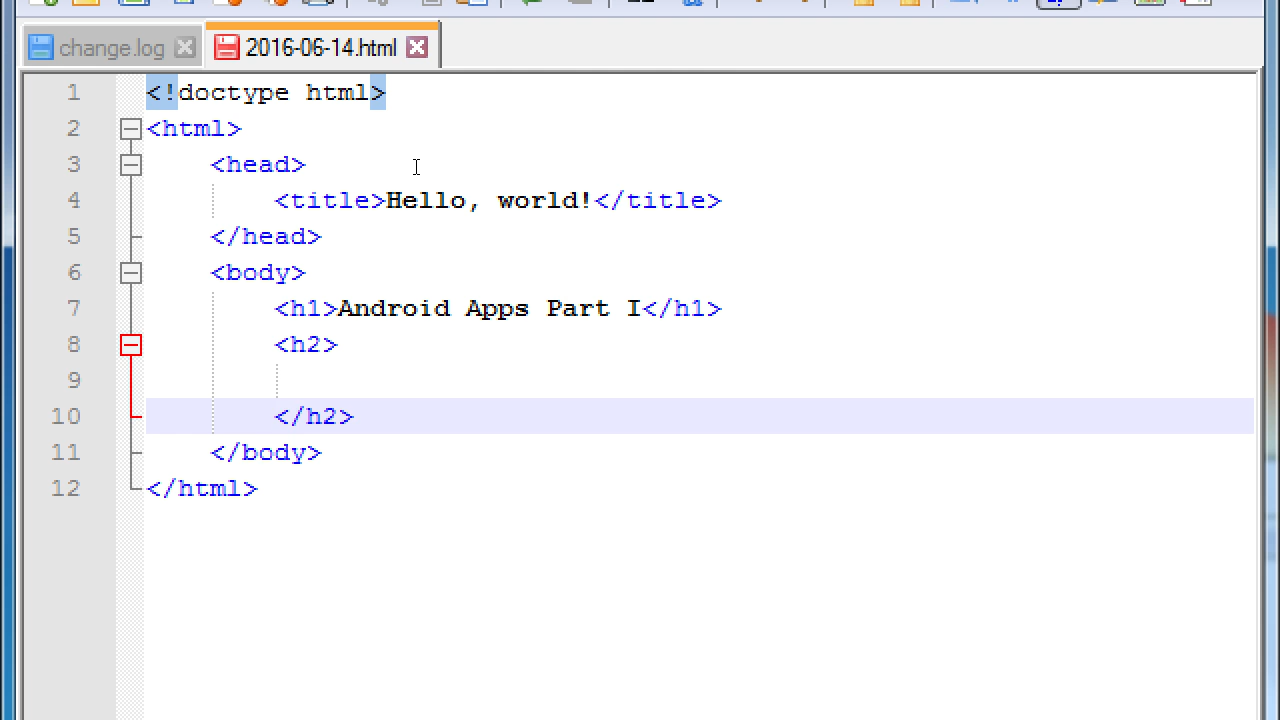 change.log 2016-06-14.html
1 <!doctype html>
2 <html>
3 <head>
4 <title>Hello, world!</title>
5 </head>
6 <body>
7 <h1>Android Apps Part I</h1>
8 <h2>
9
10 </h2>
11 </body>
12 </html>